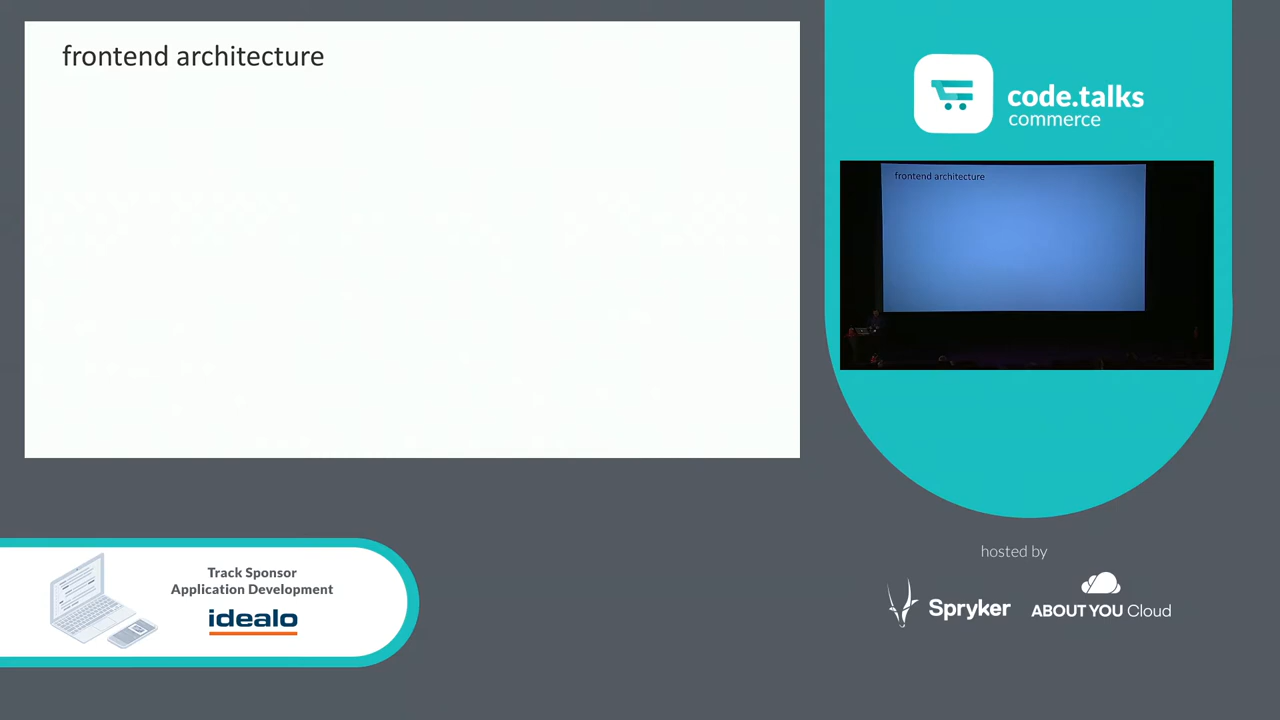 frontend architecture
code.talks
commerce
frontend architecture
hosted by
Spryker
ABOUT YOU Cloud
Track Sponsor
Application Development
idealo